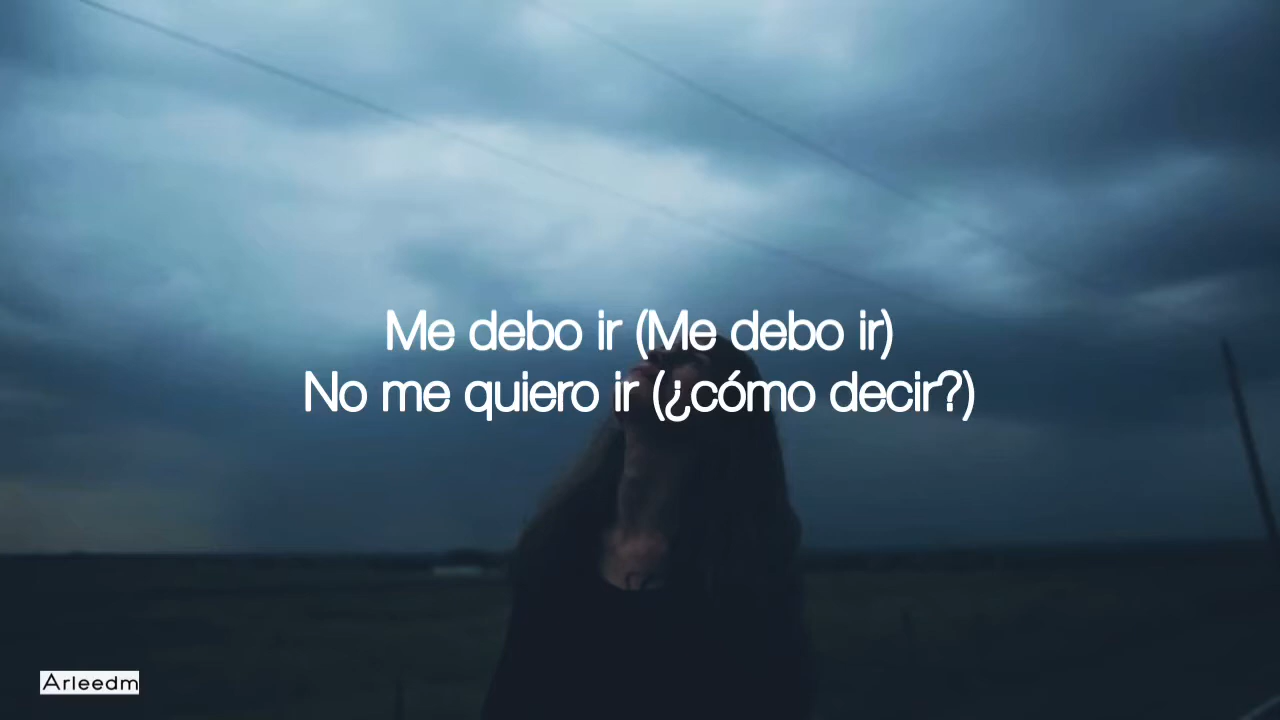 Me debo ir (Me debo ir)
No me quiero ir (¿cómo decir?)
Arleedm